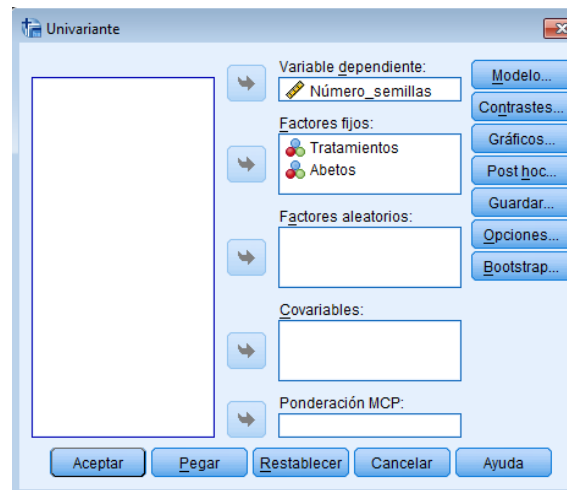 Univariante
Variable dependiente:
Número_semillas
Factores fijos:
Tratamientos
Abetos
Factores aleatorios:
Covariables:
Ponderación MCP:
Modelo...
Contrastes...
Gráficos...
Post hoc...
Guardar...
Opciones...
Bootstrap...
Aceptar
Pegar
Restablecer
Cancelar
Ayuda